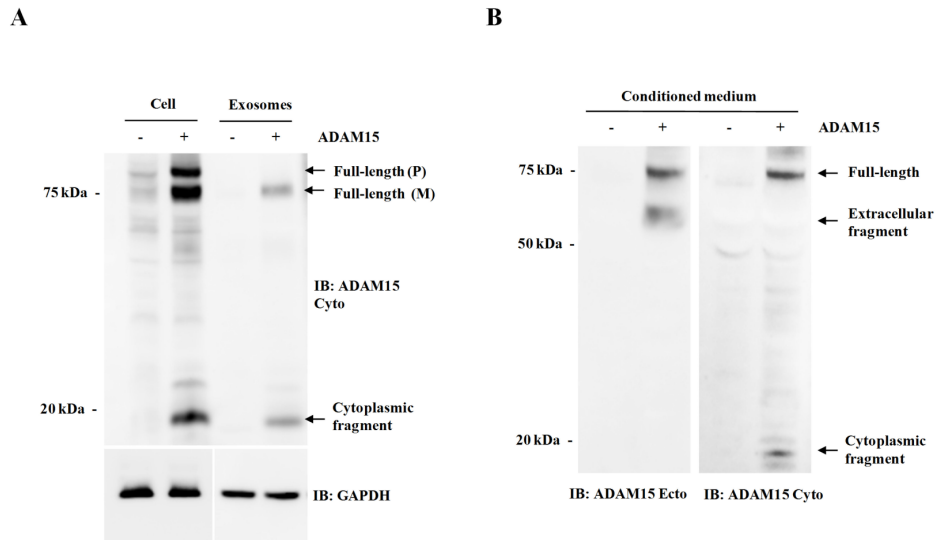 A
Cell Exosomes
- + - + ADAM15
Full-length (P)
75 kDa -
Full-length (M)
IB: ADAM15
Cyto
20 kDa -
Cytoplasmic
fragment
IB: GAPDH
B
Conditioned medium
- + - + ADAM15
75 kDa -
Full-length
Extracellular
fragment
50 kDa -
20 kDa -
Cytoplasmic
fragment
IB: ADAM15 Ecto IB: ADAM15 Cyto